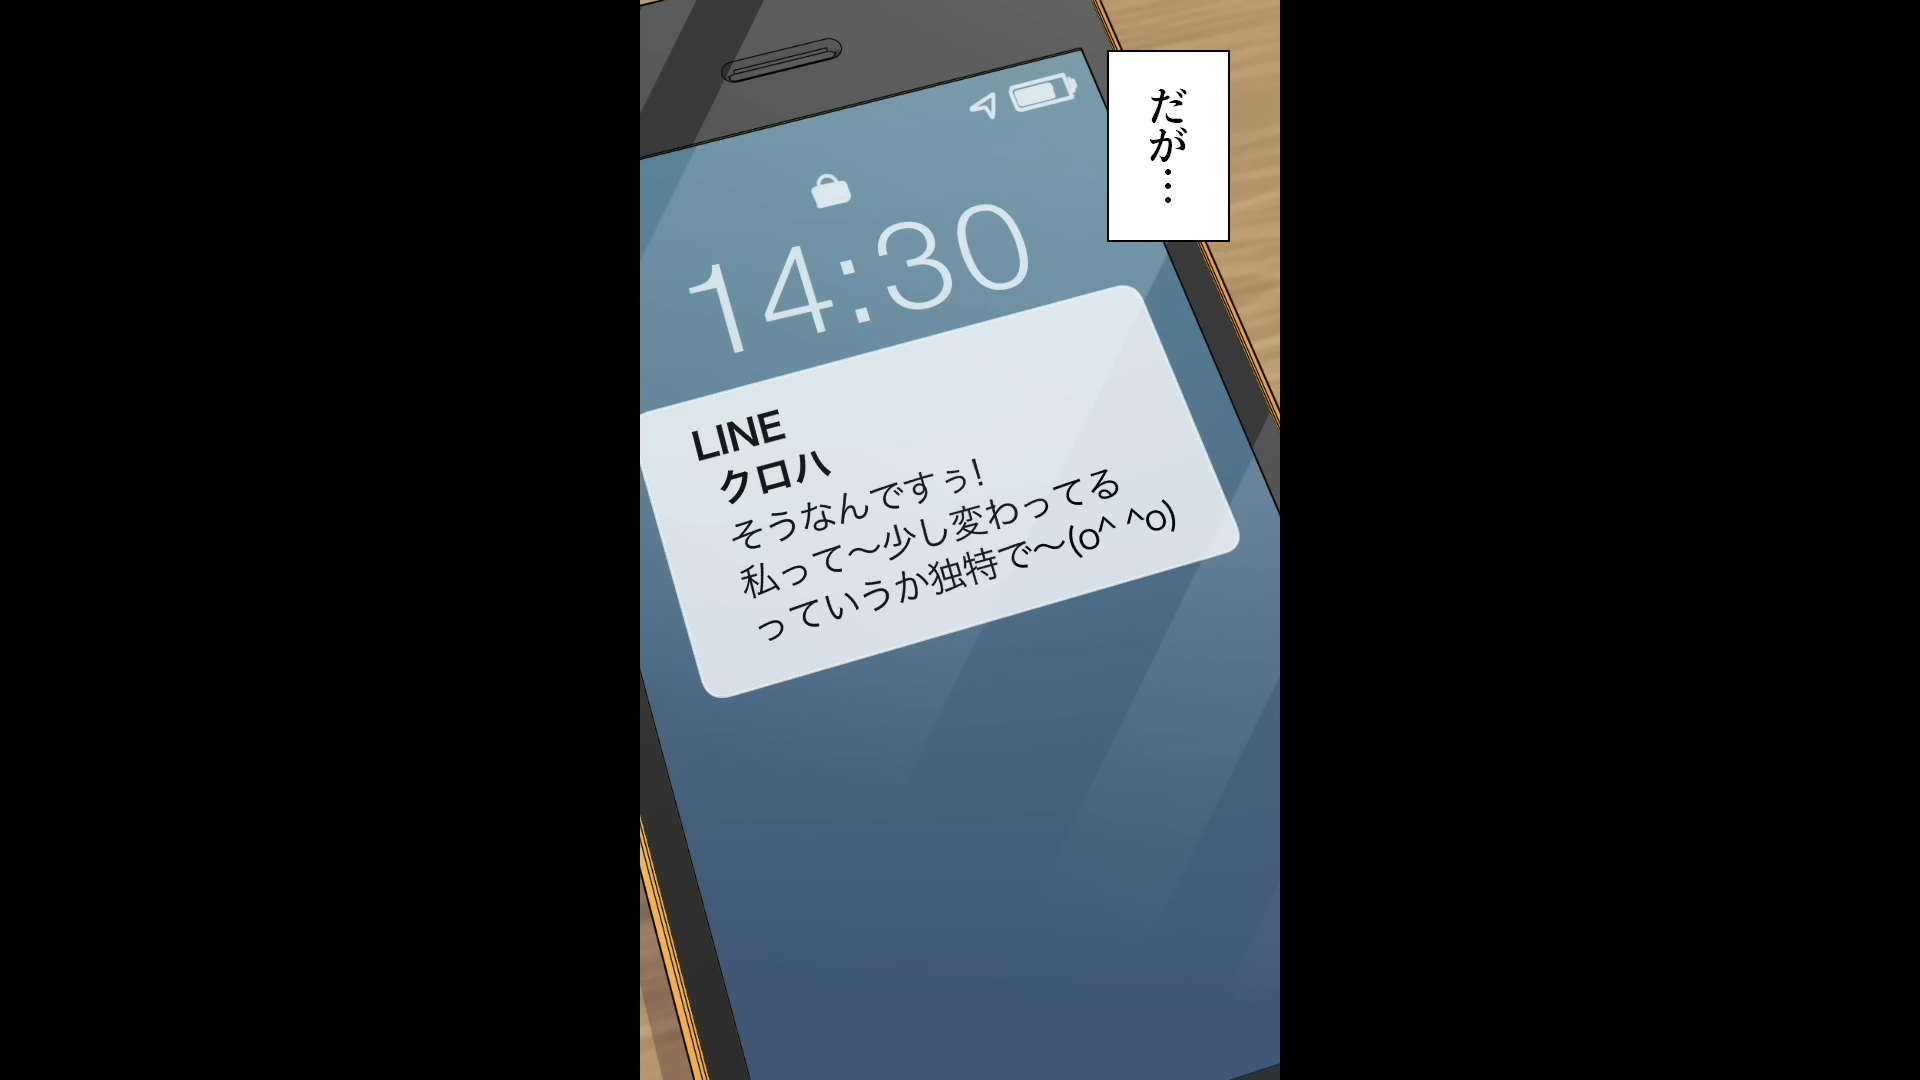 だが…
14:30
LINE
クロハ
そうなんですぅ!
私って～少し変わってる
っていうか独特で～(o^ ^o)